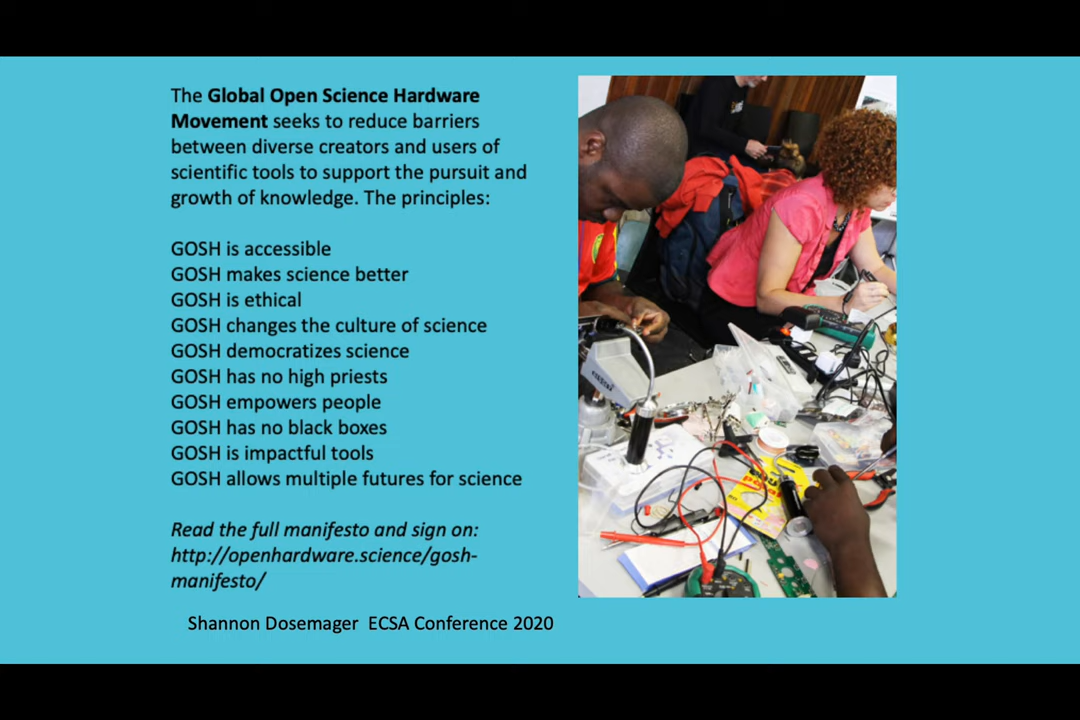 The Global Open Science Hardware
Movement seeks to reduce barriers
between diverse creators and users of
scientific tools to support the pursuit and
growth of knowledge. The principles:
GOSH is accessible
GOSH makes science better
GOSH is ethical
GOSH changes the culture of science
GOSH democratizes science
GOSH has no high priests
GOSH empowers people
GOSH has no black boxes
GOSH is impactful tools
GOSH allows multiple futures for science
Read the full manifesto and sign on:
http://openhardware.science/gosh-
manifesto/
Shannon Dosemager ECSA Conference 2020